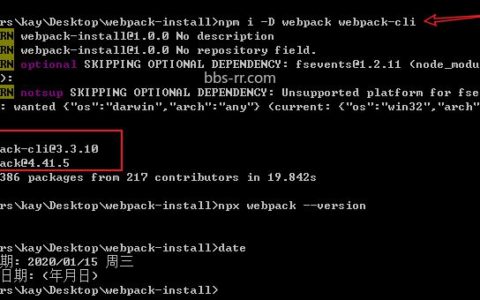 rs\kay\Desktop\webpack-install>npm i -D webpack webpack-cli
RN webpack-install@1.0.0 No description
RN webpack-install@1.0.0 No repository field.
RN optional SKIPPING OPTIONAL DEPENDENCY: fsevents@1.2.11 (node_modu
):
bbs-rr.com
RN notsup SKIPPING OPTIONAL DEPENDENCY: Unsupported platform for fse
: wanted {"os":"darwin","arch":"any"} (current: {"os":"win32","arch"
ack-cli@3.3.10
ack@4.41.5
386 packages from 217 contributors in 19.842s
rs\kay\Desktop\webpack-install>npx webpack --version
rs\kay\Desktop\webpack-install>date
期: 2020/01/15 周三
日期: (年月日)
rs\kay\Desktop\webpack-install>